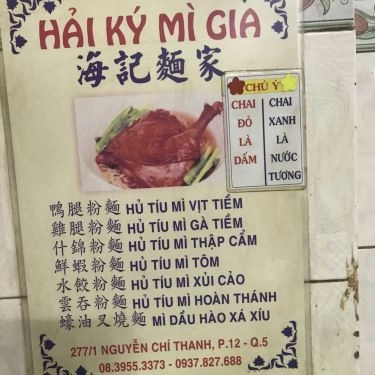 HẢI KÝ MÌ GIA
海記麵家
CHÚ Ý
CHAI ĐỎ LÀ DẤM
CHAI XANH LÀ NƯỚC TƯƠNG
鴨腿粉麵 HỦ TÍU MÌ VỊT TIỀM
雞腿粉麵 HỦ TÍU MÌ GÀ TIỀM
什錦粉麵 HỦ TÍU MÌ THẬP CẨM
鮮蝦粉麵 HỦ TÍU MÌ TÔM
水餃粉麵 HỦ TÍU MÌ XỦI CẢO
雲吞粉麵 HỦ TÍU MÌ HOÀN THÁNH
蠔油叉燒麵 MÌ DẦU HÀO XÁ XÍU
277/1 NGUYỄN CHÍ THANH, P.12 - Q.5
08.3955.3373 - 0937.827.688